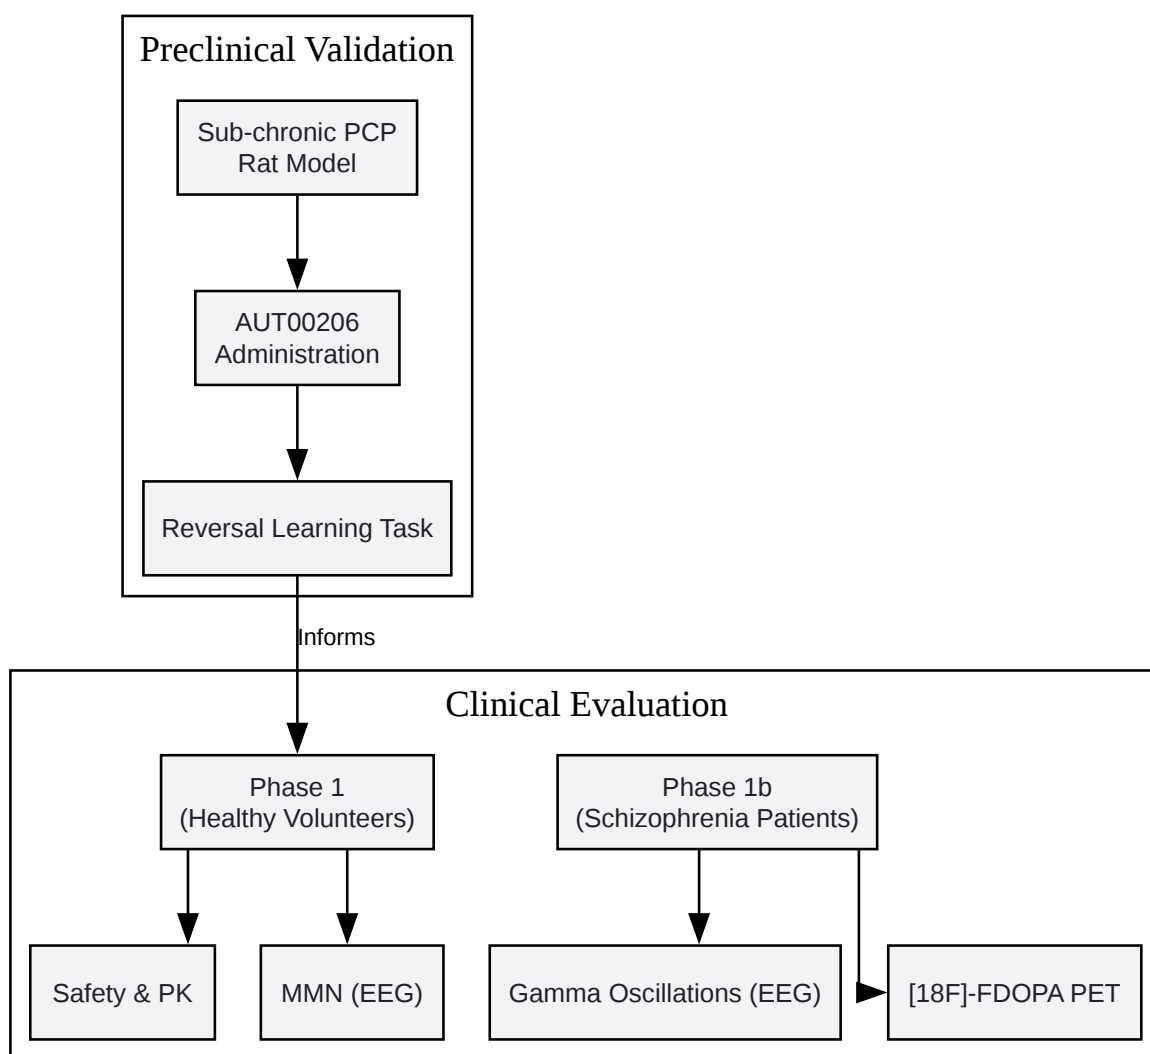 Preclinical Validation
Sub-chronic PCP
Rat Model
AUT00206
Administration
Reversal Learning Task
Informs
Clinical Evaluation
Phase 1
(Healthy Volunteers)
Phase 1b
(Schizophrenia Patients)
Safety & PK
MMN (EEG)
Gamma Oscillations (EEG)
[18F]-FDOPA PET